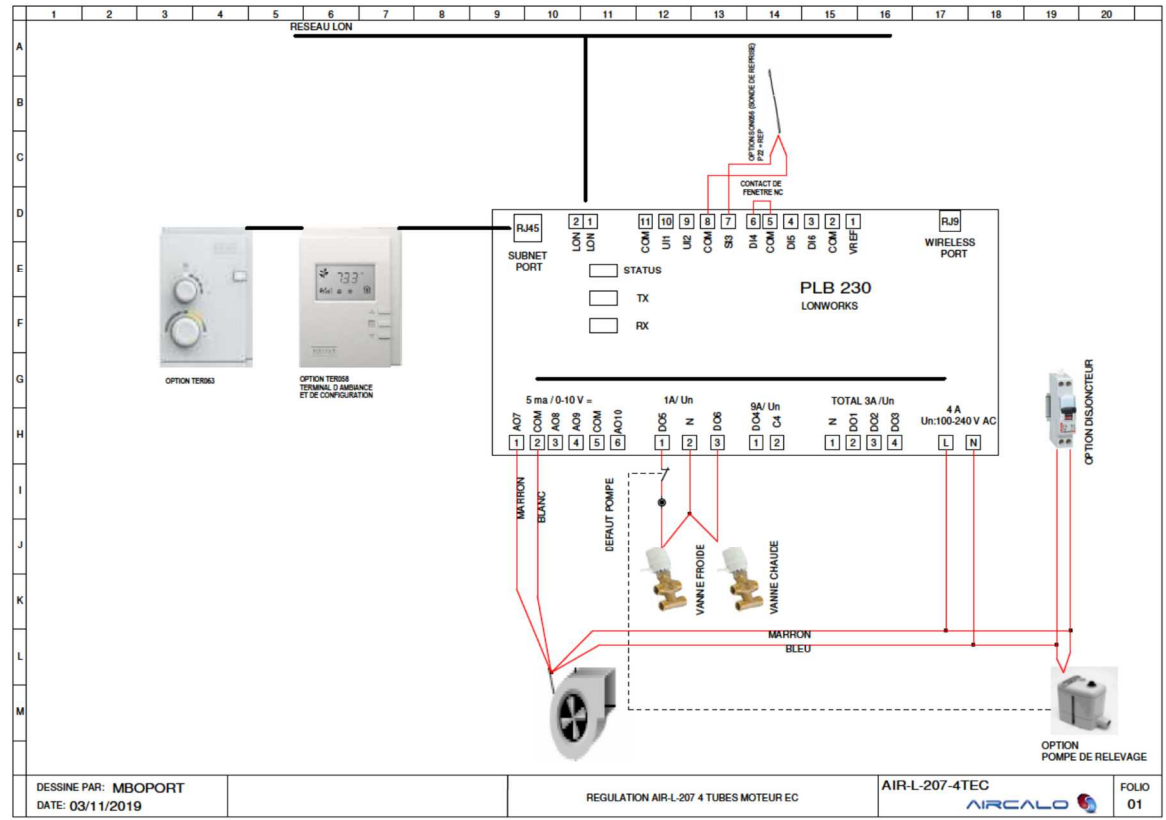 1 2 3 4 5 6 7 8 9 10 11 12 13 14 15 16 17 18 19 20
RESEAU LON
A
B
C
D
E
F
G
H
I
J
K
L
M
OPTION SON056 (SONDE DE REPRISE)
P22 = REP
CONTACT DE
FENETRE NC
RJ45
SUBNET
PORT
2 1
LON LON
11 10 9 8 7 6 5 4 3 2 1
COM UI1 UI2 COM SI3 DI4 COM DI5 DI6 COM VREF
RJ9
WIRELESS
PORT
STATUS
TX
RX
PLB 230
LONWORKS
73.3
OPTION TER063
OPTION TER058
TERMINAL D AMBIANCE
ET DE CONFIGURATION
5 ma / 0-10 V =
AO7 COM AO8 AO9 COM AO10
1 2 3 4 5 6
1A/ Un
DO5 N DO6
1 2 3
9A/ Un
DO4 C4
1 2
TOTAL 3A /Un
N DO1 DO2 DO3
1 2 3 4
4 A
Un:100-240 V AC
L N
OPTION DISJONCTEUR
MARRON
BLANC
DEFAUT POMPE
VANNE FROIDE
VANNE CHAUDE
MARRON
BLEU
OPTION
POMPE DE RELEVAGE
DESSINE PAR: MBOPORT
DATE: 03/11/2019
REGULATION AIR-L-207 4 TUBES MOTEUR EC
AIR-L-207-4TEC
AIRCALO
FOLIO
01